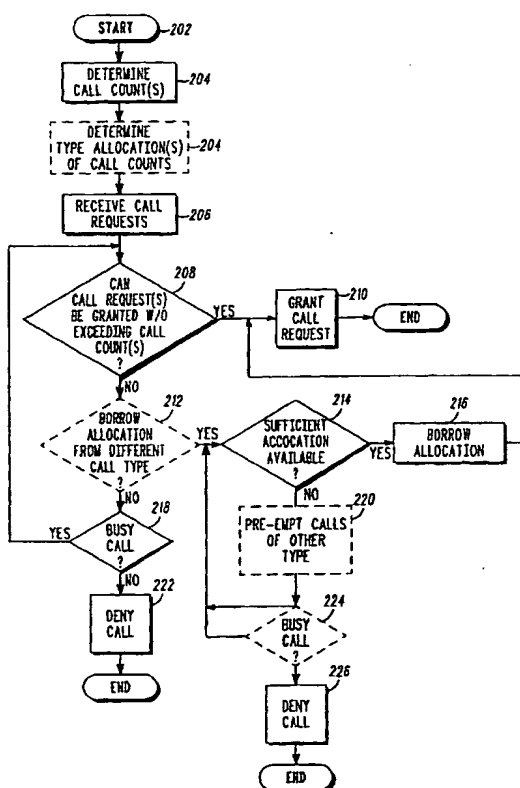 START
202
DETERMINE
CALL COUNT(S)
204
DETERMINE
TYPE ALLOCATION(S)
OF CALL COUNTS
204
RECEIVE CALL
REQUESTS
206
CAN
CALL REQUEST(S)
BE GRANTED W/O
EXCEEDING CALL
COUNT(S)
?
208
YES
NO
GRANT
CALL
REQUEST
210
END
BORROW
ALLOCATION
FROM DIFFERENT
CALL TYPE
?
212
YES
NO
SUFFICIENT
ACCOCATION
AVAILABLE
?
214
YES
NO
BORROW
ALLOCATION
216
BUSY
CALL
?
218
YES
NO
PRE-EMPT CALLS
OF OTHER
TYPE
220
DENY
CALL
222
END
BUSY
CALL
?
224
DENY
CALL
226
END